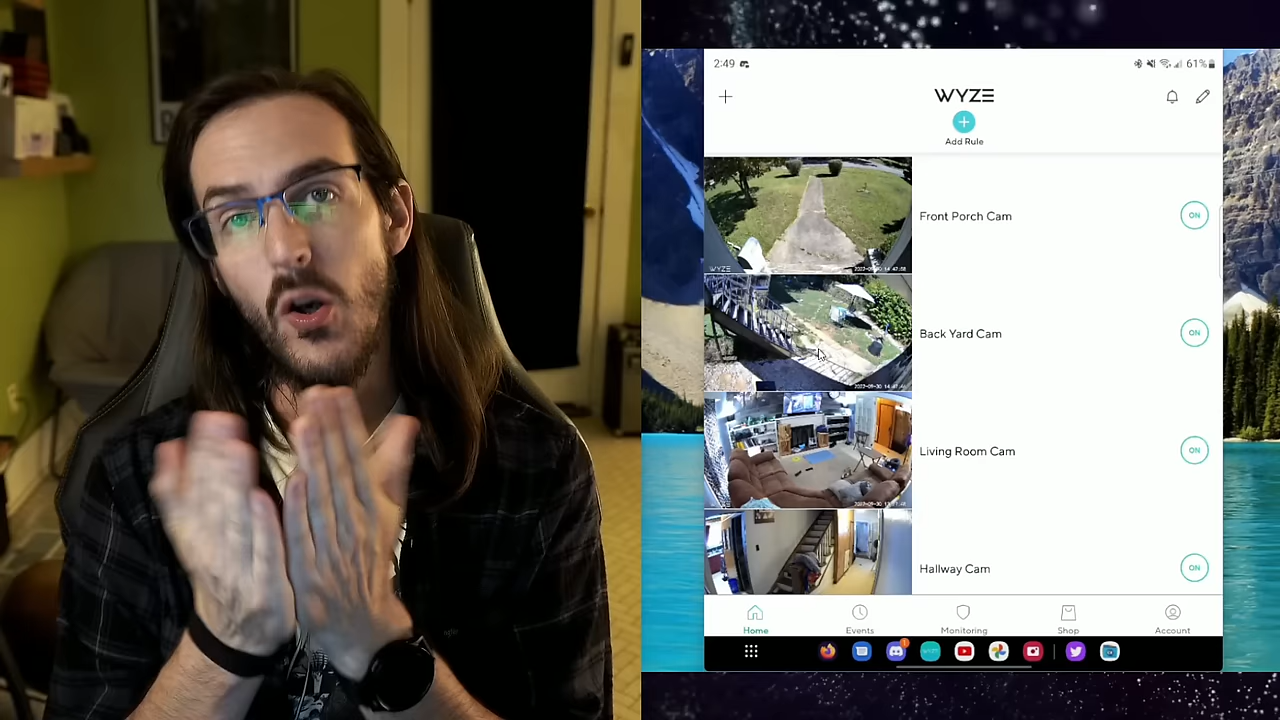 2:49
61%
WYZE
Add Rule
Front Porch Cam
ON
WYZE
Back Yard Cam
ON
Living Room Cam
ON
Hallway Cam
ON
Home
Events
Monitoring
Shop
Account